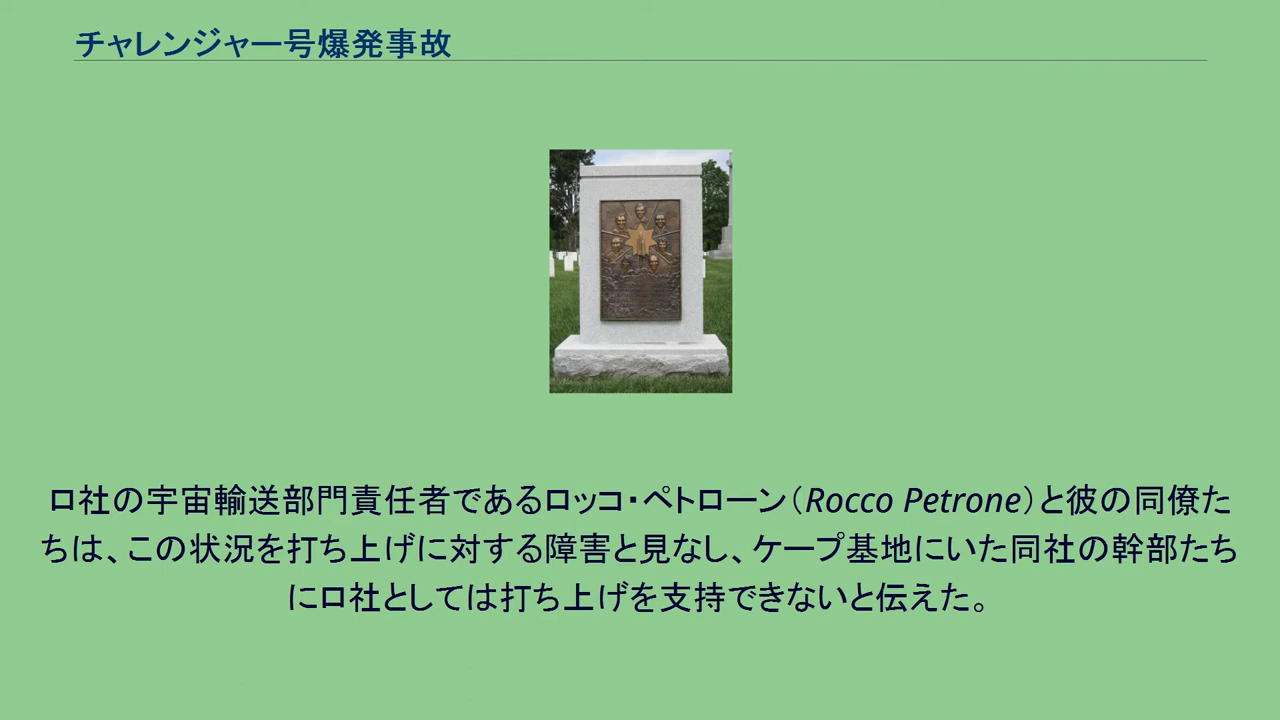 チャレンジャー号爆発事故
ロ社の宇宙輸送部門責任者であるロッコ・ペトローン（Rocco Petrone）と彼の同僚た
ちは、この状況を打ち上げに対する障害と見なし、ケープ基地にいた同社の幹部たち
にロ社としては打ち上げを支持できないと伝えた。